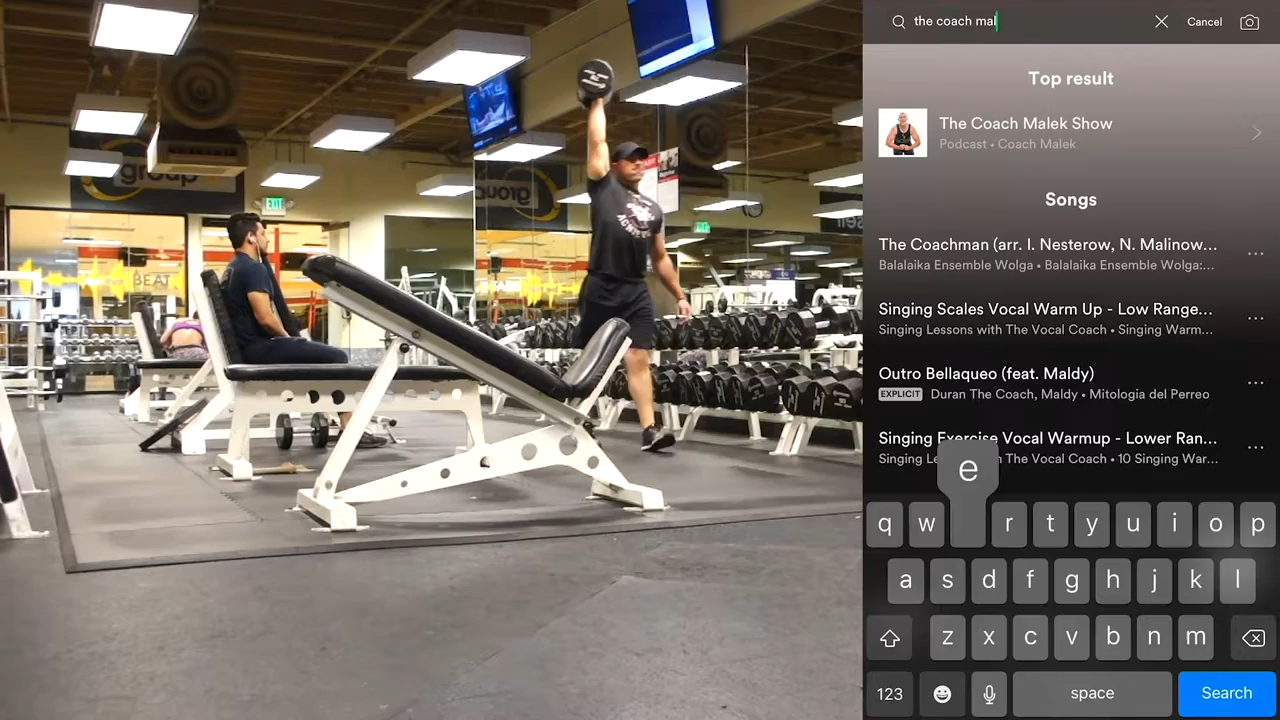 the coach mal
Cancel
Top result
The Coach Malek Show
Podcast • Coach Malek
Songs
The Coachman (arr. I. Nesterow, N. Malinow...
Balalaika Ensemble Wolga • Balalaika Ensemble Wolga:...
Singing Scales Vocal Warm Up - Low Range...
Singing Lessons with The Vocal Coach • Singing Warm...
Outro Bellaqueo (feat. Maldy)
EXPLICIT Duran The Coach, Maldy • Mitologia del Perreo
Singing Exercise Vocal Warmup - Lower Ran...
The Vocal Coach • 10 Singing War...
e
q w r t y u i o p
a s d f g h j k l
z x c v b n m
123 space Search
group
EXIT
BEAT